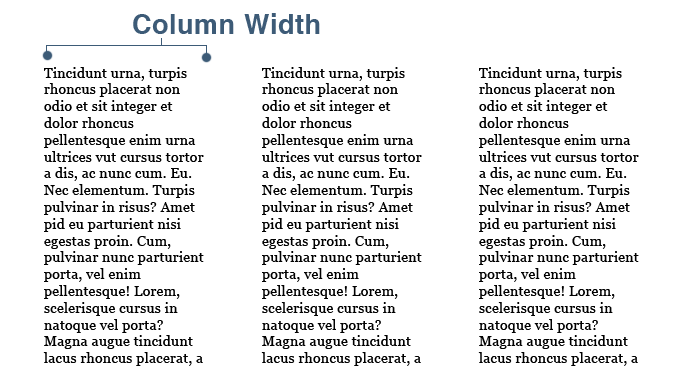 Column Width
Tincidunt urna, turpis
rhoncus placerat non
odio et sit integer et
dolor rhoncus
pellentesque enim urna
ultrices vut cursus tortor
a dis, ac nunc cum. Eu.
Nec elementum. Turpis
pulvinar in risus? Amet
pid eu parturient nisi
egestas proin. Cum,
pulvinar nunc parturient
porta, vel enim
pellentesque! Lorem,
scelerisque cursus in
natoque vel porta?
Magna augue tincidunt
lacus rhoncus placerat, a
Tincidunt urna, turpis
rhoncus placerat non
odio et sit integer et
dolor rhoncus
pellentesque enim urna
ultrices vut cursus tortor
a dis, ac nunc cum. Eu.
Nec elementum. Turpis
pulvinar in risus? Amet
pid eu parturient nisi
egestas proin. Cum,
pulvinar nunc parturient
porta, vel enim
pellentesque! Lorem,
scelerisque cursus in
natoque vel porta?
Magna augue tincidunt
lacus rhoncus placerat, a
Tincidunt urna, turpis
rhoncus placerat non
odio et sit integer et
dolor rhoncus
pellentesque enim urna
ultrices vut cursus tortor
a dis, ac nunc cum. Eu.
Nec elementum. Turpis
pulvinar in risus? Amet
pid eu parturient nisi
egestas proin. Cum,
pulvinar nunc parturient
porta, vel enim
pellentesque! Lorem,
scelerisque cursus in
natoque vel porta?
Magna augue tincidunt
lacus rhoncus placerat, a